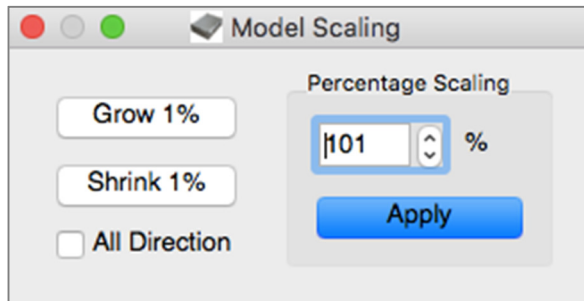 Model Scaling
Grow 1%
Shrink 1%
All Direction
Percentage Scaling
101 %
Apply